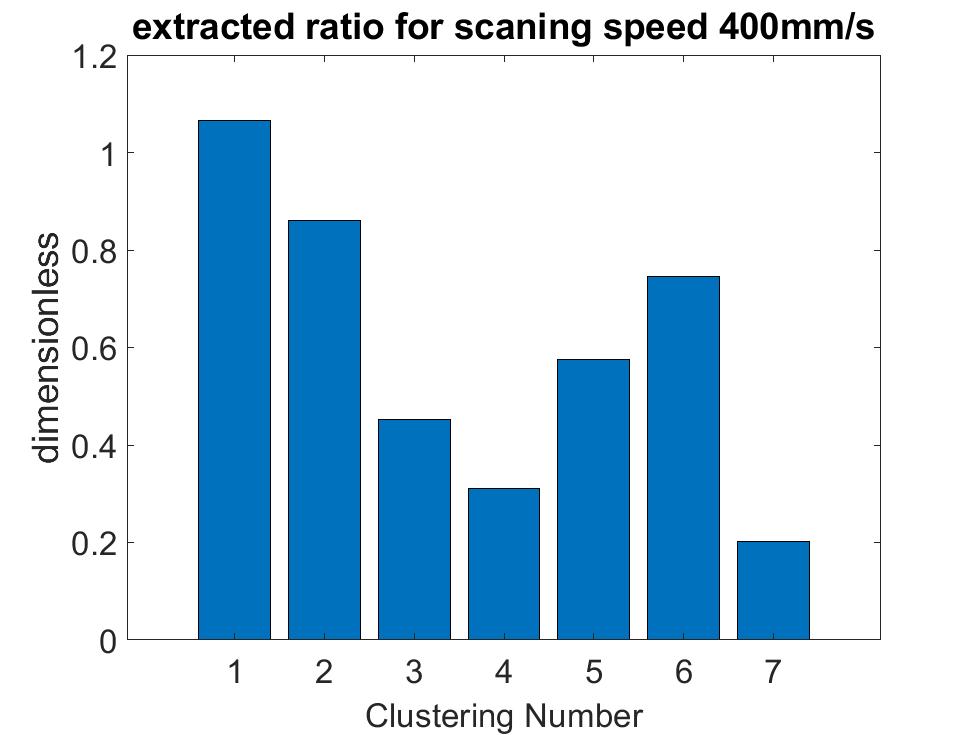 extracted ratio for scaning speed 400mm/s
1.2
1
0.8
0.6
0.4
0.2
0
dimensionless
1 2 3 4 5 6 7
Clustering Number